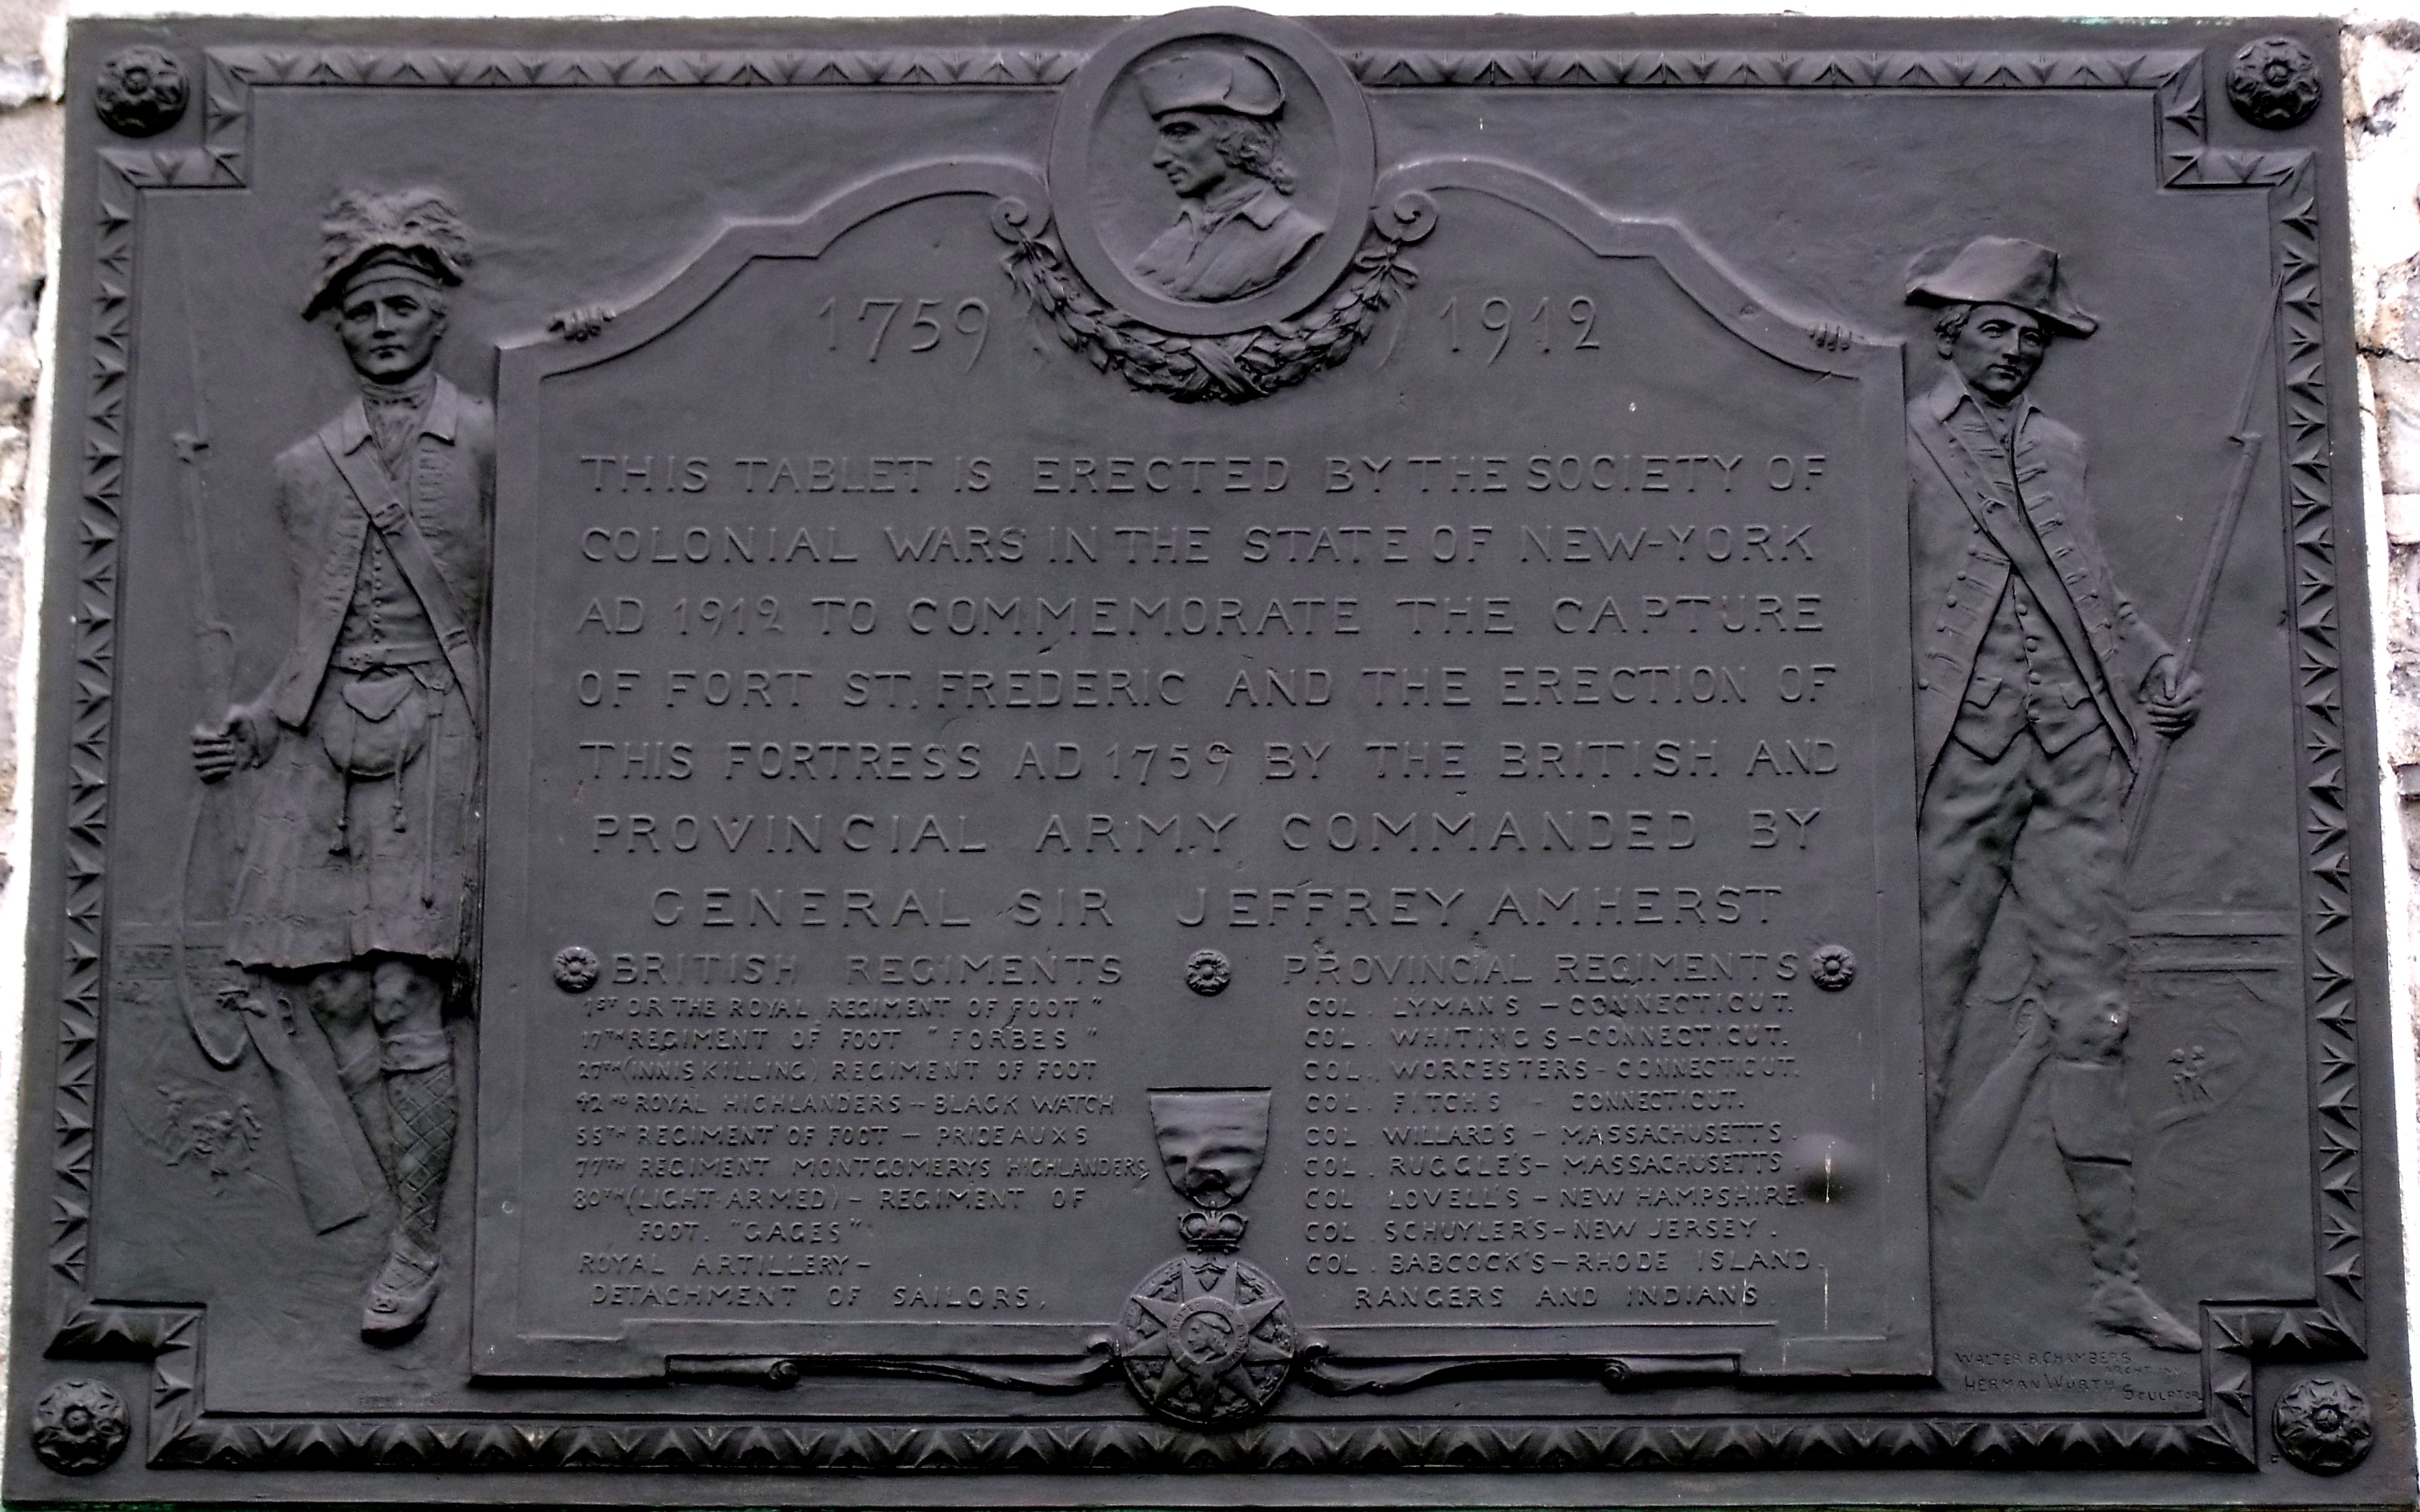 1759 1912
THIS TABLET IS ERECTED BY THE SOCIETY OF
COLONIAL WARS IN THE STATE OF NEW-YORK
AD 1912 TO COMMEMORATE THE CAPTURE
OF FORT ST. FREDERIC AND THE ERECTION OF
THIS FORTRESS AD 1759 BY THE BRITISH AND
PROVINCIAL ARMY COMMANDED BY
GENERAL SIR JEFFREY AMHERST
BRITISH REGIMENTS
1ST OR THE ROYAL REGIMENT OF FOOT"
17TH REGIMENT OF FOOT "FORBES"
27TH (INNISKILLING) REGIMENT OF FOOT
42ND ROYAL HIGHLANDERS - BLACK WATCH
55TH REGIMENT OF FOOT - PRIDEAUXS
77TH REGIMENT MONTGOMERYS HIGHLANDERS
80TH (LIGHT-ARMED) - REGIMENT OF
FOOT. "GAGES"
ROYAL ARTILLERY-
DETACHMENT OF SAILORS.
PROVINCIAL REGIMENTS
COL. LYMANS - CONNECTICUT.
COL. WHITING'S - CONNECTICUT.
COL. WORCESTERS - CONNECTICUT.
COL. FITCH'S - CONNECTICUT.
COL. WILLARD'S - MASSACHUSETTS.
COL. RUGGLE'S - MASSACHUSETTS.
COL. LOVELL'S - NEW HAMPSHIRE.
COL. SCHUYLER'S - NEW JERSEY.
COL. BABCOCK'S - RHODE ISLAND.
RANGERS AND INDIANS.
WALTER B. CHAMBERS
HERMAN WURTH SCULPTOR